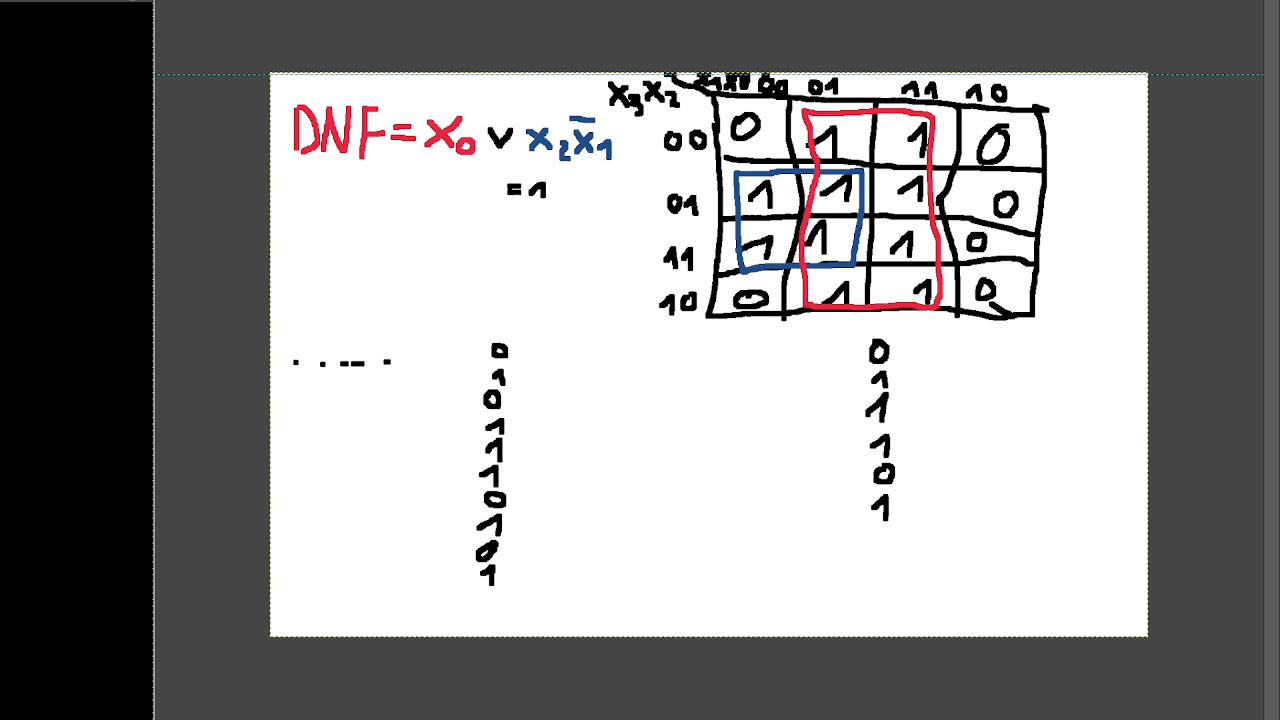 DNF = x₀ ∨ x₂x̅₁
= 1
x₃x₂ 00 01 11 10
00 0 1 1 0
01 1 1 1 0
11 1 1 1 0
10 0 1 1 0
0 0
1 1
0 1
1 1
1 0
1 1
0
1
0
1